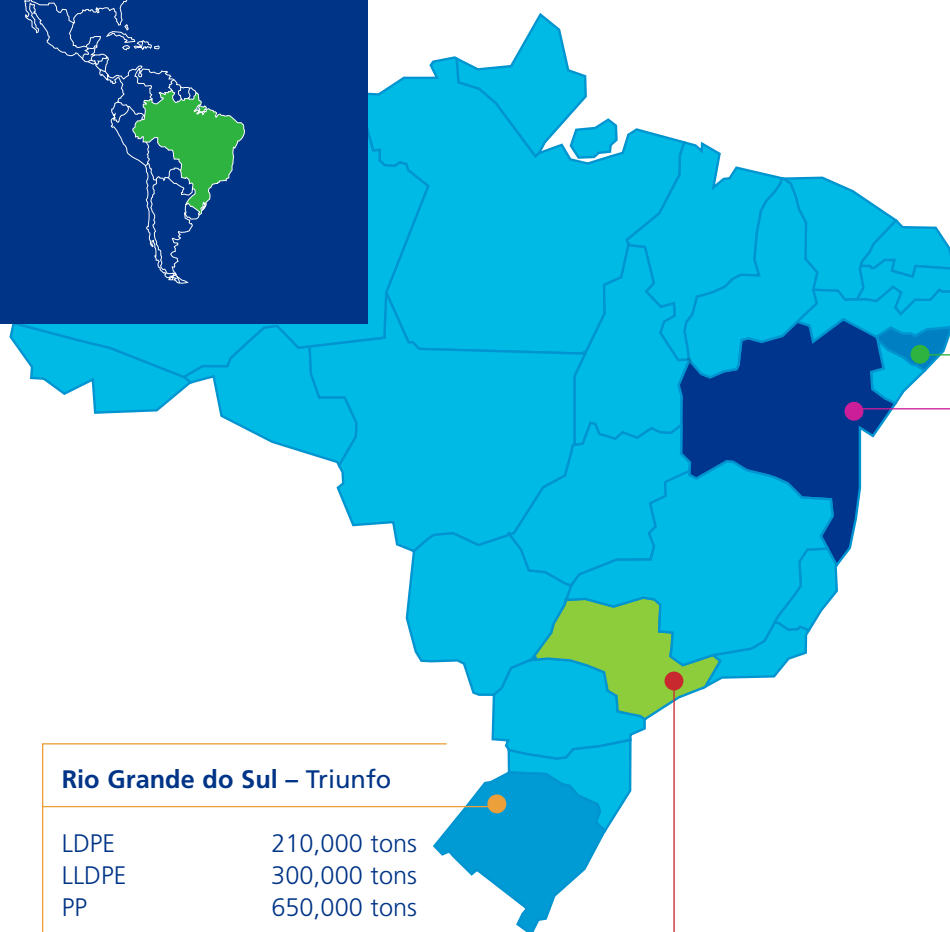 Rio Grande do Sul – Triunfo
LDPE 210,000 tons
LLDPE 300,000 tons
PP 650,000 tons